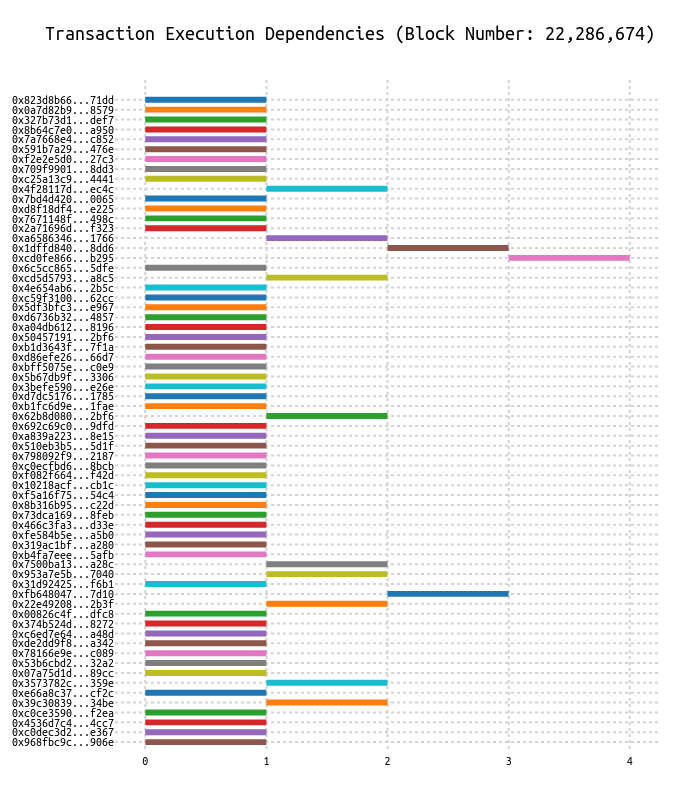 Transaction Execution Dependencies (Block Number: 22,286,674)
0x823d8b66...71dd
0x0a7d82b9...8579
0x327b73d1...def7
0x8b64c7e0...a950
0x7a7668e4...c852
0x591b7a29...476e
0xf2e2e5d0...27c3
0x709f9901...8dd3
0xc25a13c9...4441
0x4f28117d...ec4c
0x7bd4d420...0065
0xd8f18df4...e225
0x7671148f...498c
0x2a71696d...f323
0xa6586346...1766
0x1dffd840...8dd6
0xcd0fe866...b295
0x6c5cc865...5dfe
0xcd5d5793...a8c5
0x4e654ab6...2b5c
0xc59f3100...62cc
0x5df3bfc3...e967
0xd6736b32...4857
0xa04db612...8196
0x50457191...2bf6
0xb1d3643f...7f1a
0xd86efe26...66d7
0xbff5075e...c0e9
0x5b67db9f...3306
0x3befe590...e26e
0xd7dc5176...1785
0xb1fc6d9e...1fae
0x62b8d080...2bf6
0x692c69c0...9dfd
0xa839a223...8e15
0x510eb3b5...5d1f
0x798092f9...2187
0xc0ecfbd6...8bcb
0xf082f664...f42d
0x10218acf...cb1c
0xf5a16f75...54c4
0x8b316b95...c22d
0x73dca169...8feb
0x466c3fa3...d33e
0xfe584b5e...a5b0
0x319ac1bf...a280
0xb4fa7eee...5afb
0x7500ba13...a28c
0x953a7e5b...7040
0x31d92425...f6b1
0xfb648047...7d10
0x22e49208...2b3f
0x00826c4f...dfc8
0x374b524d...8272
0xc6ed7e64...a48d
0xde2dd9f8...a342
0x78166e9e...c089
0x53b6cbd2...32a2
0x07a75d1d...89cc
0x3573782c...359e
0xe66a8c37...cf2c
0x39c30839...34be
0xc0ce3590...f2ea
0x4536d7c4...4cc7
0xc0dec3d2...e367
0x968fbc9c...906e
0 1 2 3 4